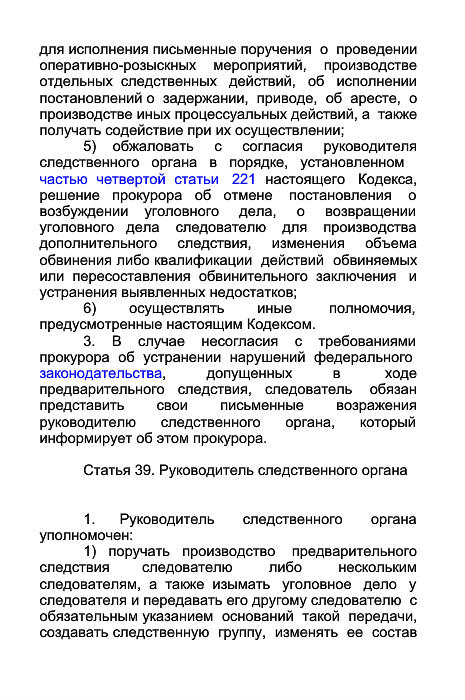 для исполнения письменные поручения о проведении
оперативно-розыскных мероприятий, производстве
отдельных следственных действий, об исполнении
постановлений о задержании, приводе, об аресте, о
производстве иных процессуальных действий, а также
получать содействие при их осуществлении;
5) обжаловать с согласия руководителя
следственного органа в порядке, установленном
частью четвертой статьи 221 настоящего Кодекса,
решение прокурора об отмене постановления о
возбуждении уголовного дела, о возвращении
уголовного дела следователю для производства
дополнительного следствия, изменения объема
обвинения либо квалификации действий обвиняемых
или пересоставления обвинительного заключения и
устранения выявленных недостатков;
6) осуществлять иные полномочия,
предусмотренные настоящим Кодексом.
3. В случае несогласия с требованиями
прокурора об устранении нарушений федерального
законодательства, допущенных в ходе
предварительного следствия, следователь обязан
представить свои письменные возражения
руководителю следственного органа, который
информирует об этом прокурора.
Статья 39. Руководитель следственного органа
1. Руководитель следственного органа
уполномочен:
1) поручать производство предварительного
следствия следователю либо нескольким
следователям, а также изымать уголовное дело у
следователя и передавать его другому следователю с
обязательным указанием оснований такой передачи,
создавать следственную группу, изменять ее состав